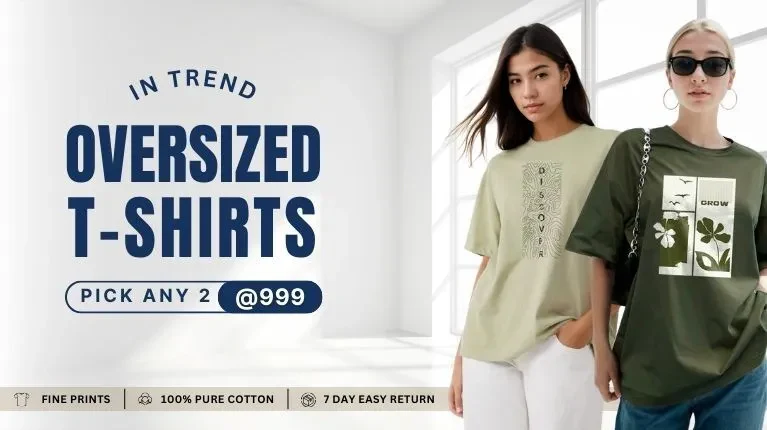 IN TREND
OVERSIZED
T-SHIRTS
PICK ANY 2 @999
DISCOVER
GROW
FINE PRINTS
100% PURE COTTON
7 DAY EASY RETURN